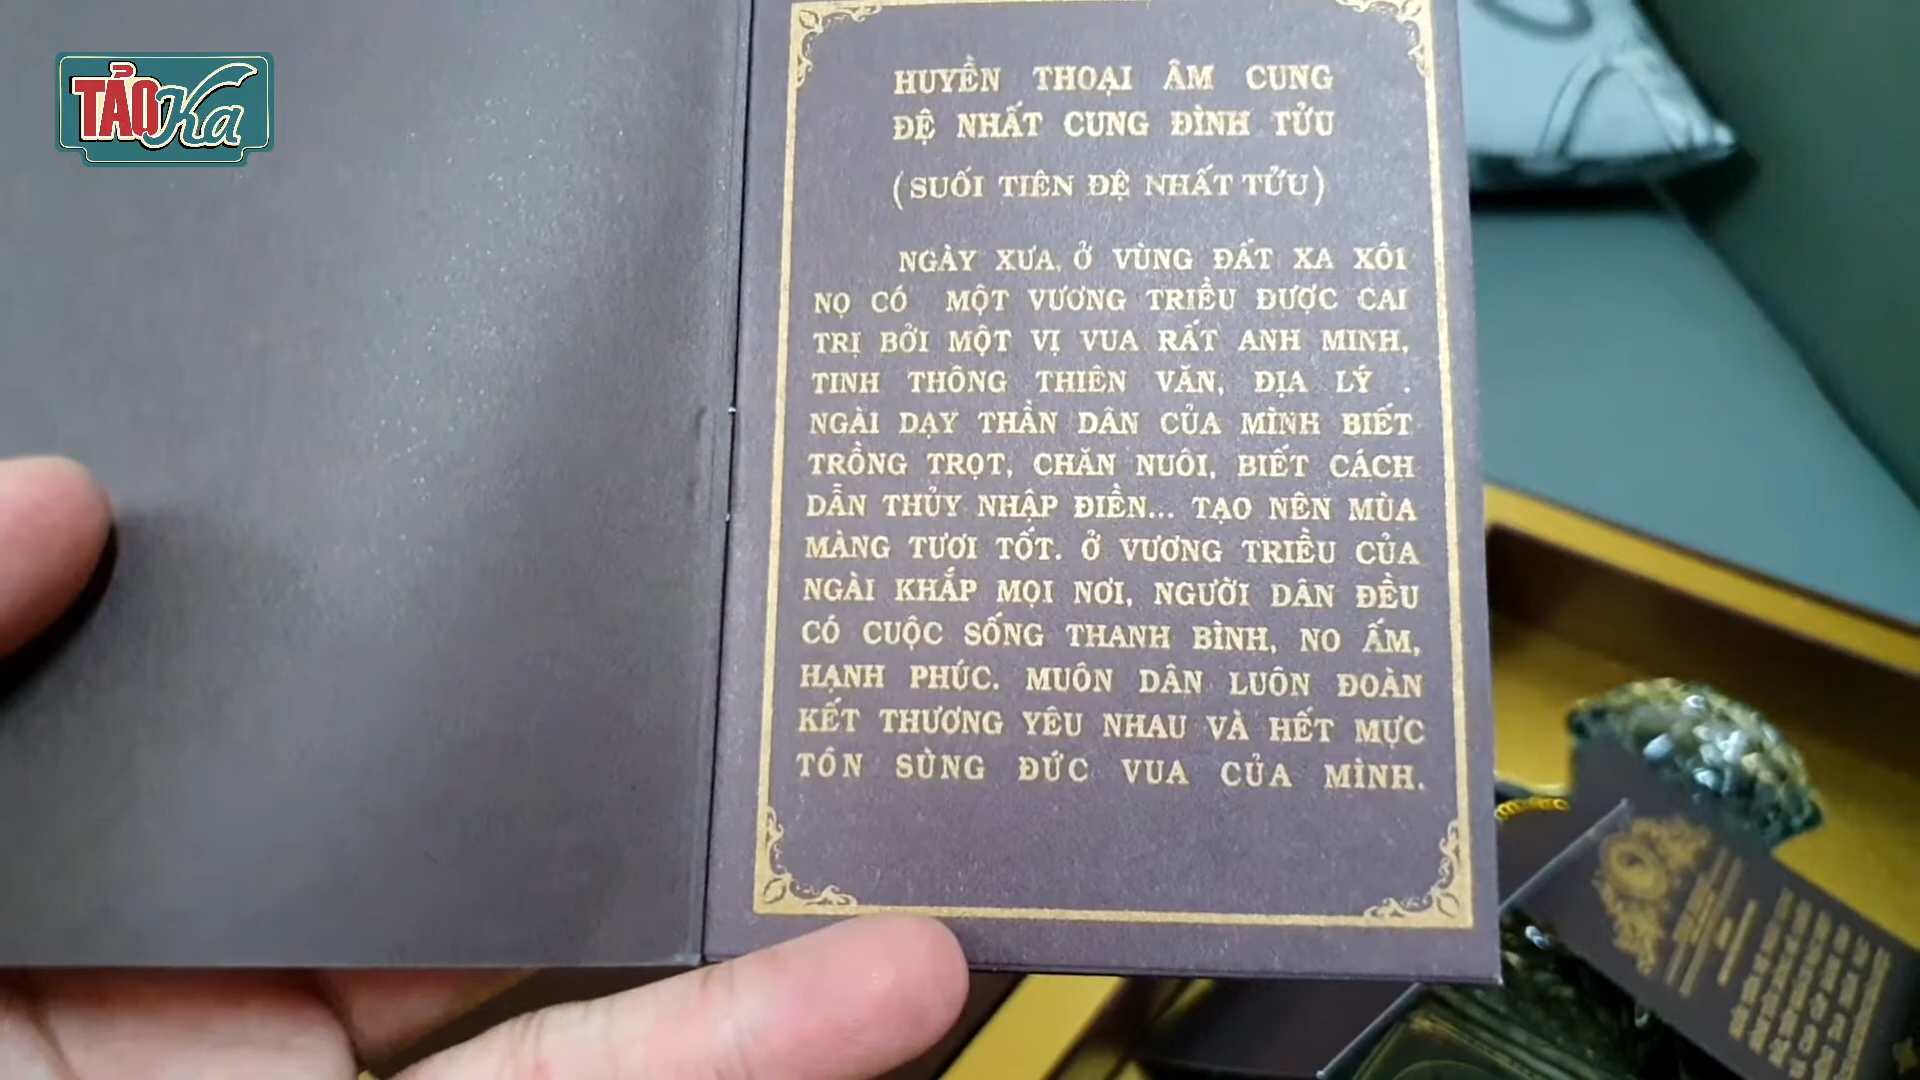 TẢO Ka
HUYỀN THOẠI ÂM CUNG
ĐỆ NHẤT CUNG ĐÌNH TỬU
(SUỐI TIÊN ĐỆ NHẤT TỬU)
NGÀY XƯA, Ở VÙNG ĐẤT XA XÔI
NỌ CÓ MỘT VƯƠNG TRIỀU ĐƯỢC CAI
TRỊ BỞI MỘT VỊ VUA RẤT ANH MINH,
TINH THÔNG THIÊN VĂN, ĐỊA LÝ .
NGÀI DẠY THẦN DÂN CỦA MÌNH BIẾT
TRỒNG TRỌT, CHĂN NUÔI, BIẾT CÁCH
DẪN THỦY NHẬP ĐIỀN... TẠO NÊN MÙA
MÀNG TƯƠI TỐT. Ở VƯƠNG TRIỀU CỦA
NGÀI KHẮP MỌI NƠI, NGƯỜI DÂN ĐỀU
CÓ CUỘC SỐNG THANH BÌNH, NO ẤM,
HẠNH PHÚC. MUÔN DÂN LUÔN ĐOÀN
KẾT THƯƠNG YÊU NHAU VÀ HẾT MỰC
TÔN SÙNG ĐỨC VUA CỦA MÌNH.